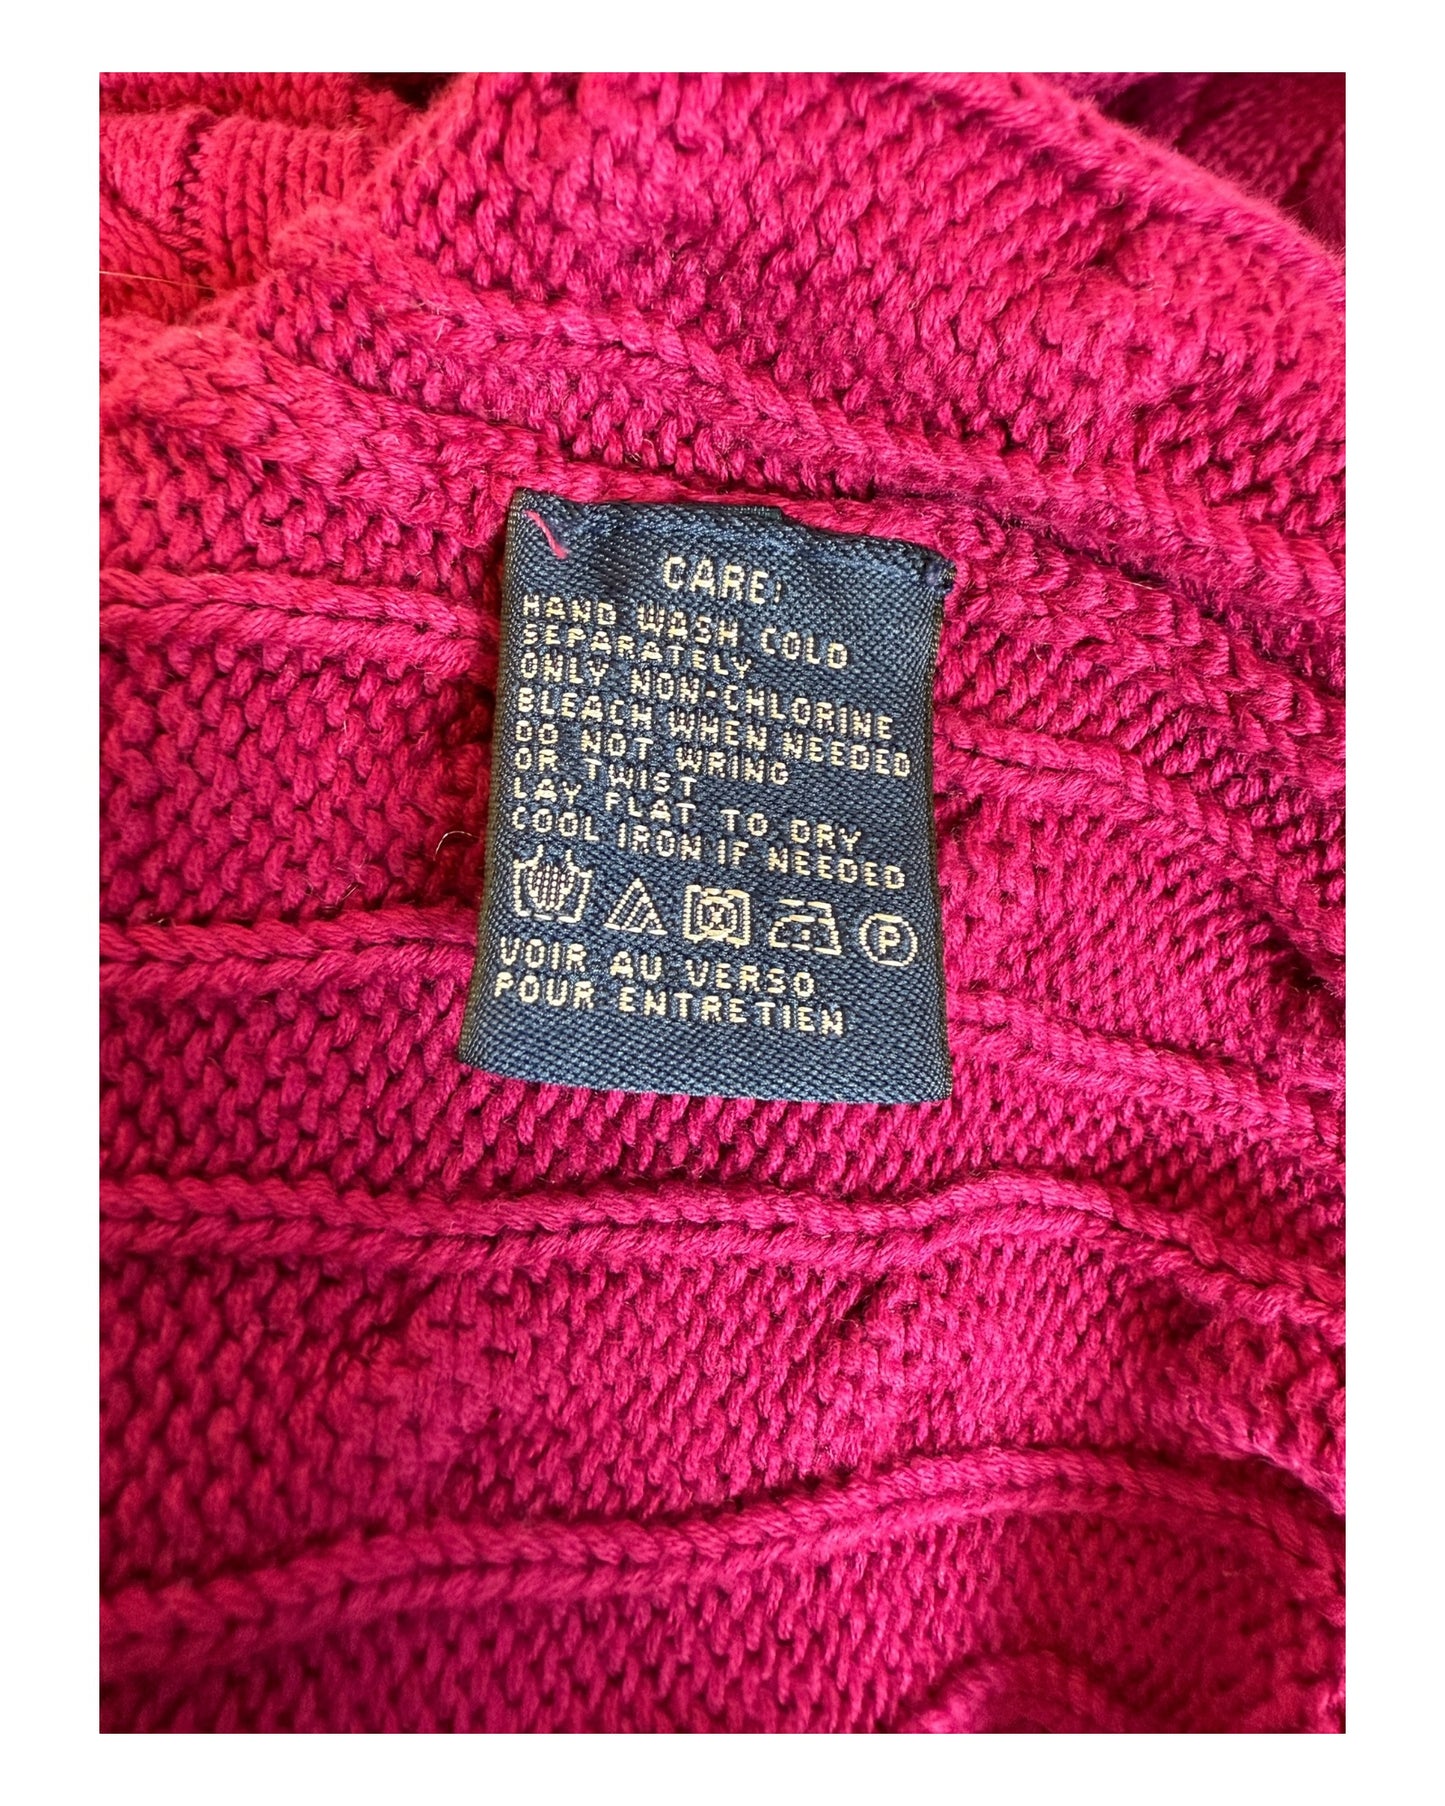 CARE:
HAND WASH COLD
SEPARATELY
ONLY NON-CHLORINE
BLEACH WHEN NEEDED
DO NOT WRING
OR TWIST
LAY FLAT TO DRY
COOL IRON IF NEEDED
P
VOIR AU VERSO
POUR ENTRETIEN